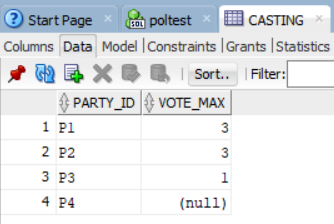 Start Page × poltest × CASTING ×
Columns Data Model Constraints Grants Statistics
Sort.. Filter:
PARTY_ID VOTE_MAX
1 P1 3
2 P2 3
3 P3 1
4 P4 (null)